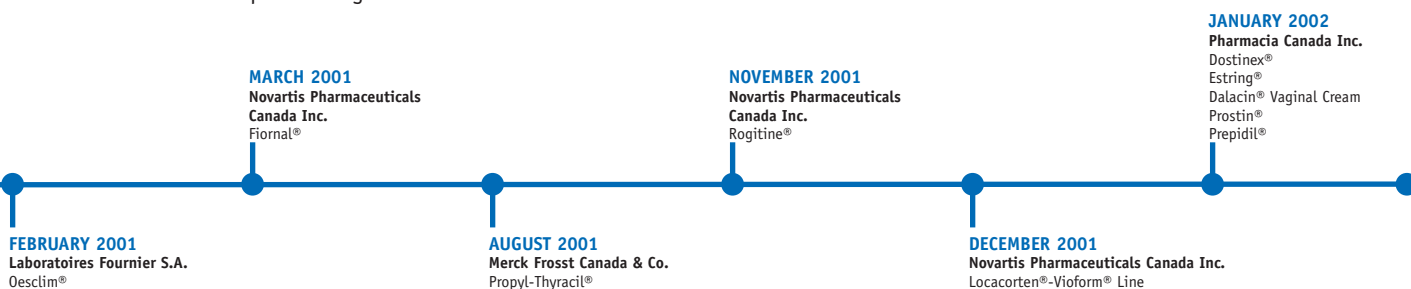 JANUARY 2002
Pharmacia Canada Inc.
Dostinex®
Estring®
Dalacin® Vaginal Cream
Prostin®
Prepidil®
MARCH 2001
Novartis Pharmaceuticals
Canada Inc.
Fiornal®
NOVEMBER 2001
Novartis Pharmaceuticals
Canada Inc.
Rogitine®
FEBRUARY 2001
Laboratoires Fournier S.A.
Oesclim®
AUGUST 2001
Merck Frosst Canada & Co.
Propyl-Thyracil®
DECEMBER 2001
Novartis Pharmaceuticals Canada Inc.
Locacorten®-Vioform® Line